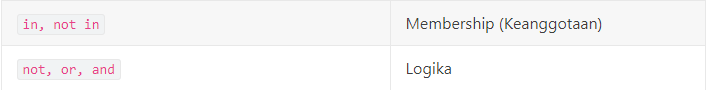 in, not in Membership (Keanggotaan)
not, or, and Logika